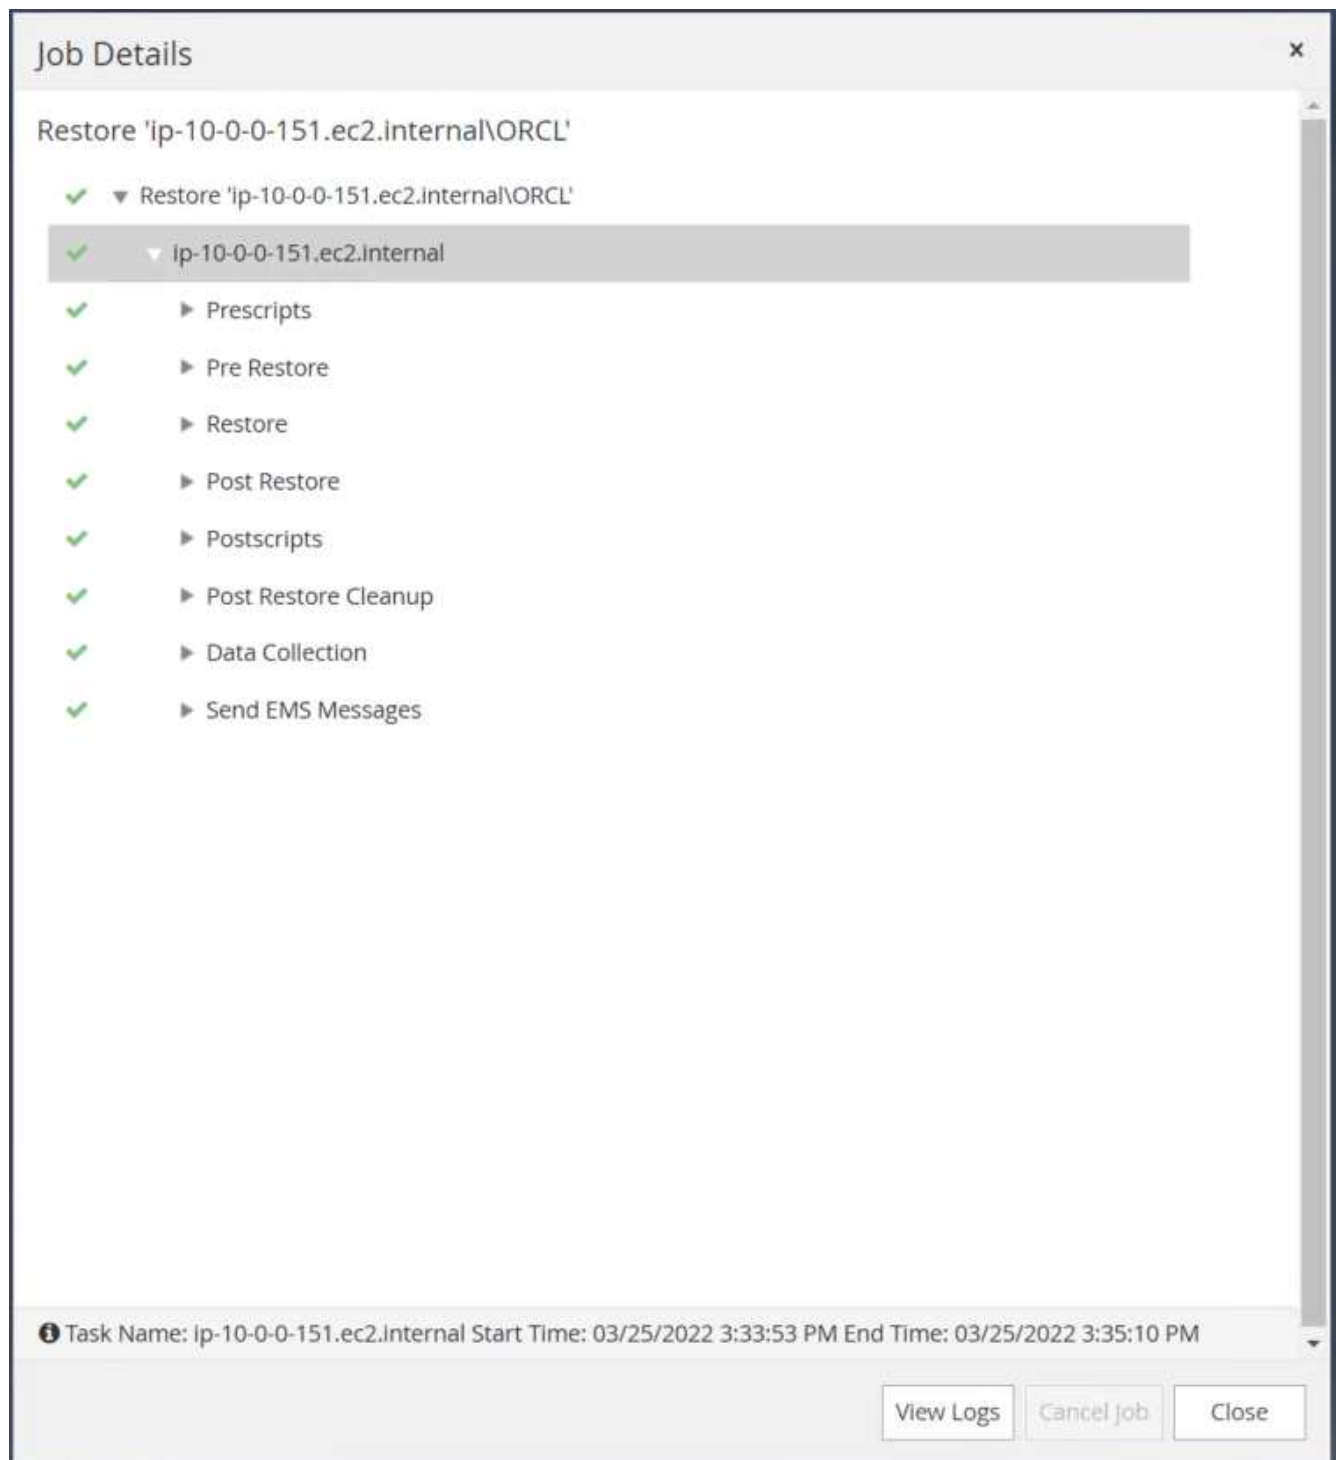 Job Details
Restore 'ip-10-0-0-151.ec2.internal\ORCL'
Restore 'ip-10-0-0-151.ec2.internal\ORCL'
ip-10-0-0-151.ec2.internal
Prescripts
Pre Restore
Restore
Post Restore
Postscripts
Post Restore Cleanup
Data Collection
Send EMS Messages
Task Name: ip-10-0-0-151.ec2.internal Start Time: 03/25/2022 3:33:53 PM End Time: 03/25/2022 3:35:10 PM
View Logs Cancel Job Close